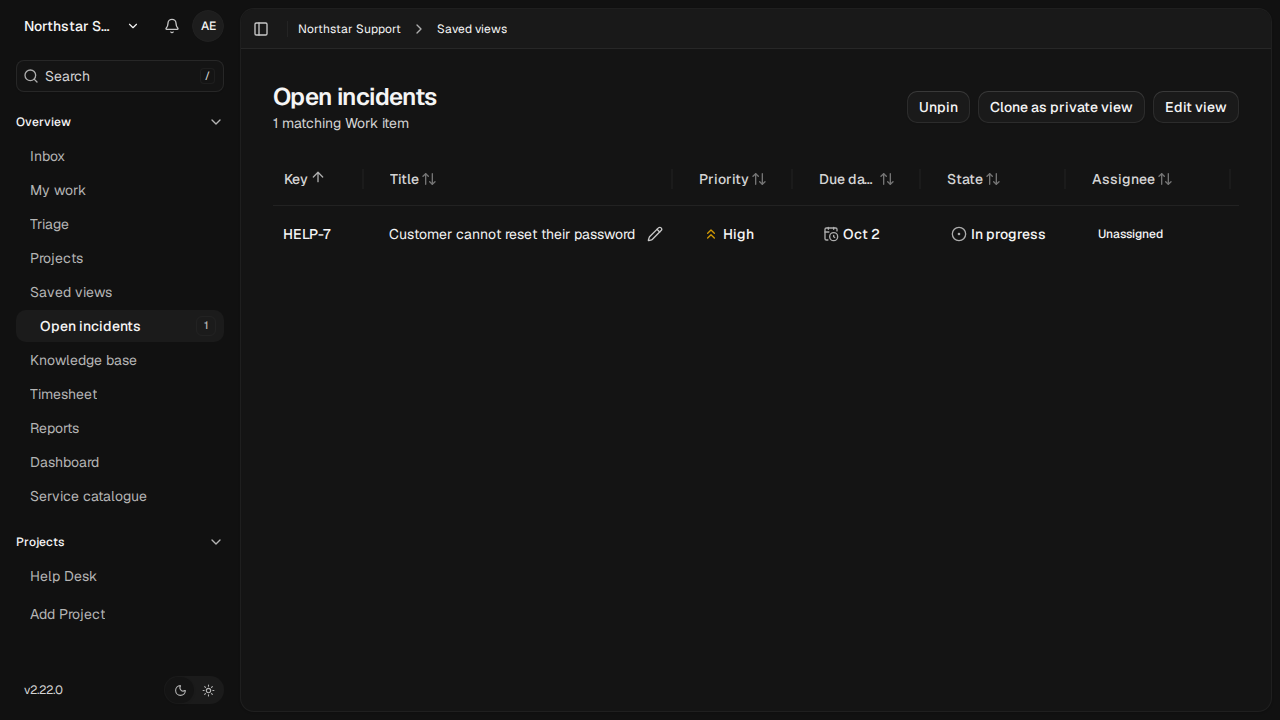 Northstar S...
AE
Search /
Overview
Inbox
My work
Triage
Projects
Saved views
Open incidents 1
Knowledge base
Timesheet
Reports
Dashboard
Service catalogue
Projects
Help Desk
Add Project
v2.22.0
Northstar Support > Saved views
Open incidents
1 matching Work item
Unpin Clone as private view Edit view
Key Title Priority Due da... State Assignee
HELP-7 Customer cannot reset their password High Oct 2 In progress Unassigned